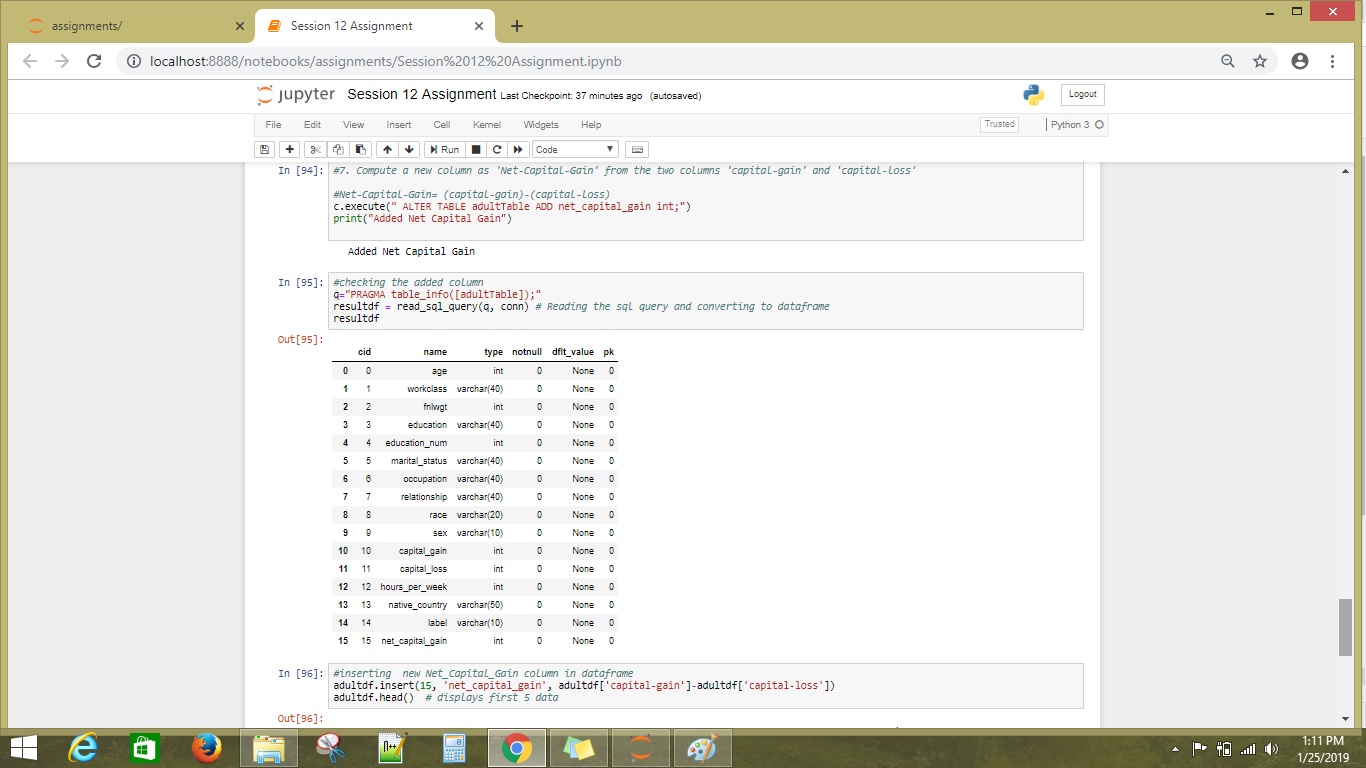 assignments/
Session 12 Assignment
localhost:8888/notebooks/assignments/Session%2012%20Assignment.ipynb
jupyter Session 12 Assignment Last Checkpoint: 37 minutes ago (autosaved)
Logout
File Edit View Insert Cell Kernel Widgets Help
Trusted
Python 3
Run
Code
In [94]: #7. Compute a new column as 'Net-Capital-Gain' from the two columns 'capital-gain' and 'capital-loss'
#Net-Capital-Gain= (capital-gain)-(capital-loss)
c.execute(" ALTER TABLE adultTable ADD net_capital_gain int;")
print("Added Net Capital Gain")
Added Net Capital Gain
In [95]: #checking the added column
q="PRAGMA table_info([adultTable]);"
resultdf = read_sql_query(q, conn) # Reading the sql query and converting to dataframe
resultdf
Out[95]:
cid name type notnull dflt_value pk
0 0 age int 0 None 0
1 1 workclass varchar(40) 0 None 0
2 2 fnlwgt int 0 None 0
3 3 education varchar(40) 0 None 0
4 4 education_num int 0 None 0
5 5 marital_status varchar(40) 0 None 0
6 6 occupation varchar(40) 0 None 0
7 7 relationship varchar(40) 0 None 0
8 8 race varchar(20) 0 None 0
9 9 sex varchar(10) 0 None 0
10 10 capital_gain int 0 None 0
11 11 capital_loss int 0 None 0
12 12 hours_per_week int 0 None 0
13 13 native_country varchar(50) 0 None 0
14 14 label varchar(10) 0 None 0
15 15 net_capital_gain int 0 None 0
In [96]: #inserting  new Net_Capital_Gain column in dataframe
adultdf.insert(15, 'net_capital_gain', adultdf['capital-gain']-adultdf['capital-loss'])
adultdf.head()  # displays first 5 data
Out[96]:
1:11 PM
1/25/2019